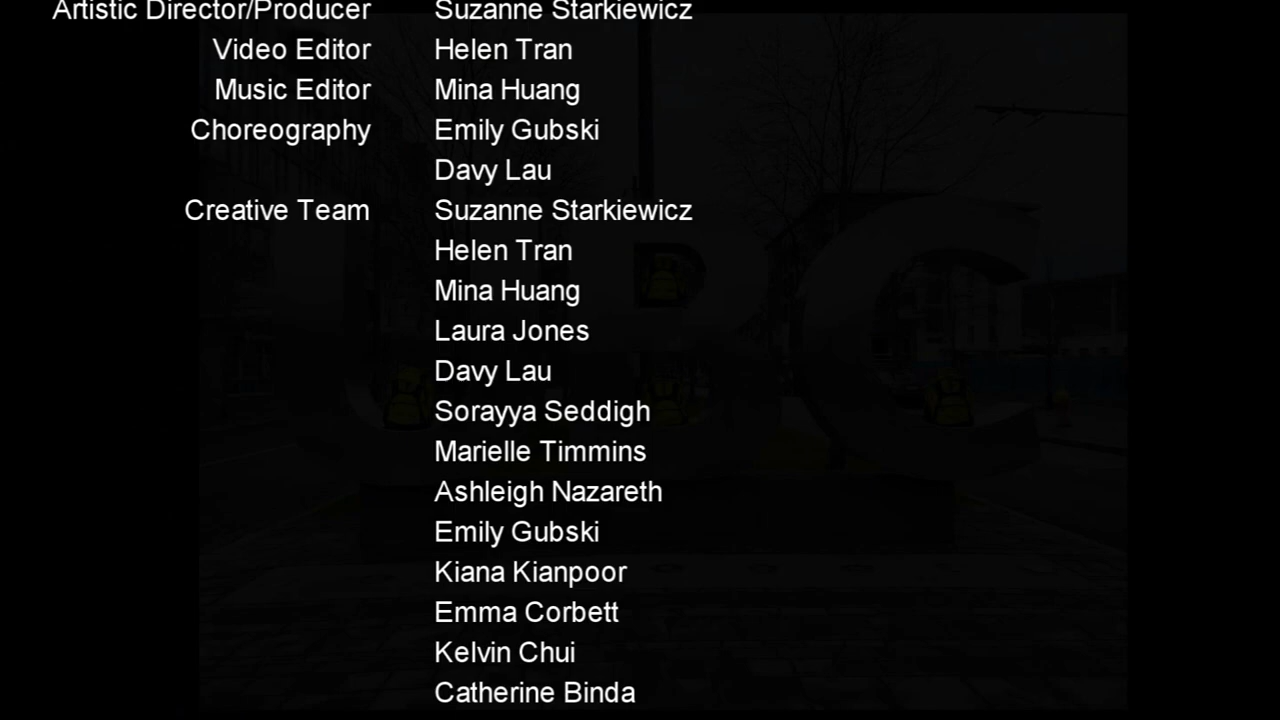 Artistic Director/Producer Suzanne Starkiewicz
Video Editor Helen Tran
Music Editor Mina Huang
Choreography Emily Gubski
Davy Lau
Creative Team Suzanne Starkiewicz
Helen Tran
Mina Huang
Laura Jones
Davy Lau
Sorayya Seddigh
Marielle Timmins
Ashleigh Nazareth
Emily Gubski
Kiana Kianpoor
Emma Corbett
Kelvin Chui
Catherine Binda
UBC